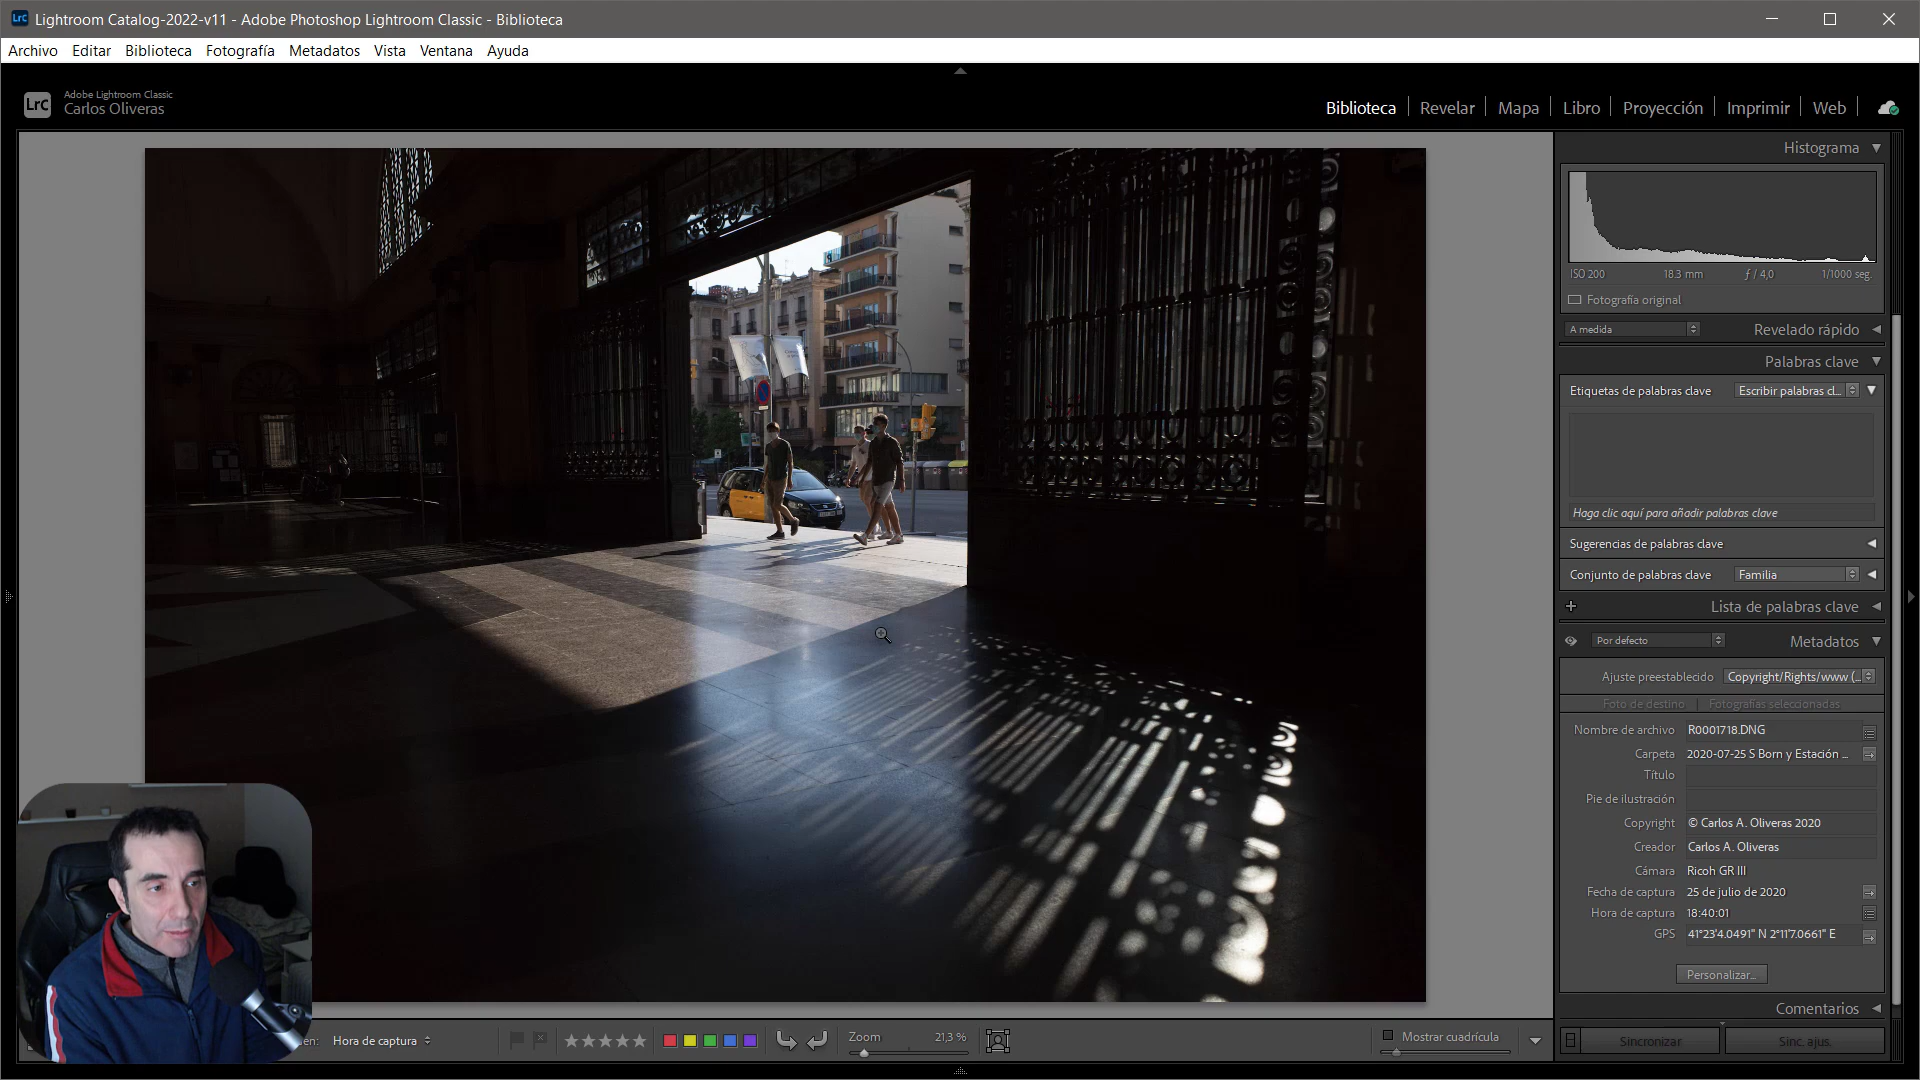 Lightroom Catalog-2022-v11 - Adobe Photoshop Lightroom Classic - Biblioteca
Archivo Editar Biblioteca Fotografía Metadatos Vista Ventana Ayuda
LrC
Adobe Lightroom Classic
Carlos Oliveras
Biblioteca Revelar Mapa Libro Proyección Imprimir Web
Histograma
ISO 200 18.3 mm ƒ / 4,0 1/1000 seg.
Fotografía original
A medida Revelado rápido
Palabras clave
Etiquetas de palabras clave Escribir palabras cl...
Haga clic aquí para añadir palabras clave
Sugerencias de palabras clave
Conjunto de palabras clave Familia
+ Lista de palabras clave
Por defecto Metadatos
Ajuste preestablecido Copyright/Rights/www (...
Foto de destino | Fotografías seleccionadas
Nombre de archivo R0001718.DNG
Carpeta 2020-07-25 S Born y Estación ...
Título
Pie de ilustración
Copyright © Carlos A. Oliveras 2020
Creador Carlos A. Oliveras
Cámara Ricoh GR III
Fecha de captura 25 de julio de 2020
Hora de captura 18:40:01
GPS 41°23'4.0491" N 2°11'7.0661" E
Personalizar...
Comentarios
Hora de captura Zoom 21,3 % Mostrar cuadrícula Sincronizar Sinc. ajus.